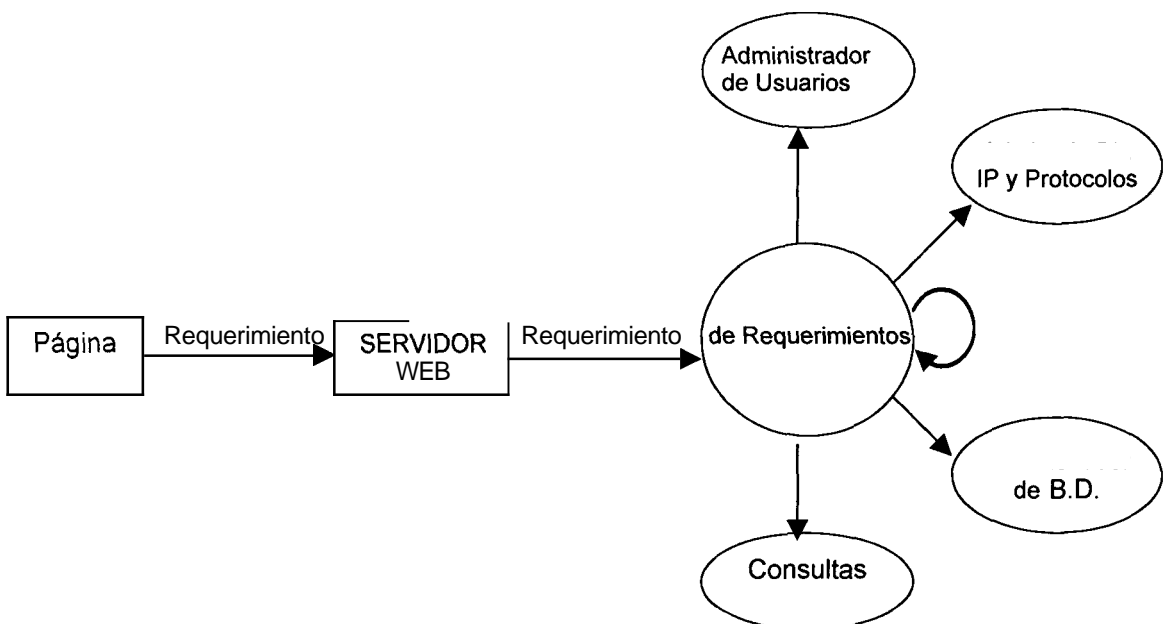 Administrador
de Usuarios
IP y Protocolos
Página
Requerimiento
SERVIDOR
WEB
Requerimiento
de Requerimientos
de B.D.
Consultas